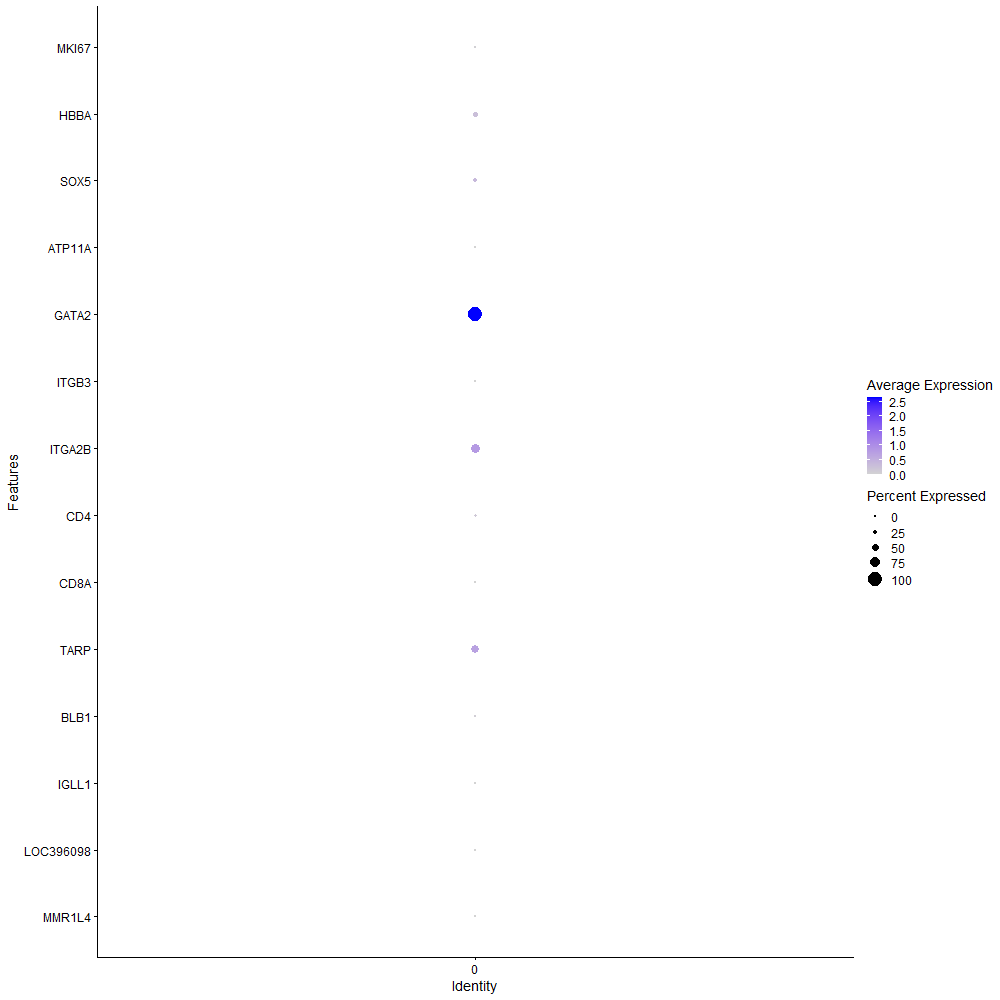 MKI67
HBBA
SOX5
ATP11A
GATA2
ITGB3
ITGA2B
CD4
CD8A
TARP
BLB1
IGLL1
LOC396098
MMR1L4
Features
0
Identity
Average Expression
2.5
2.0
1.5
1.0
0.5
0.0
Percent Expressed
0
25
50
75
100